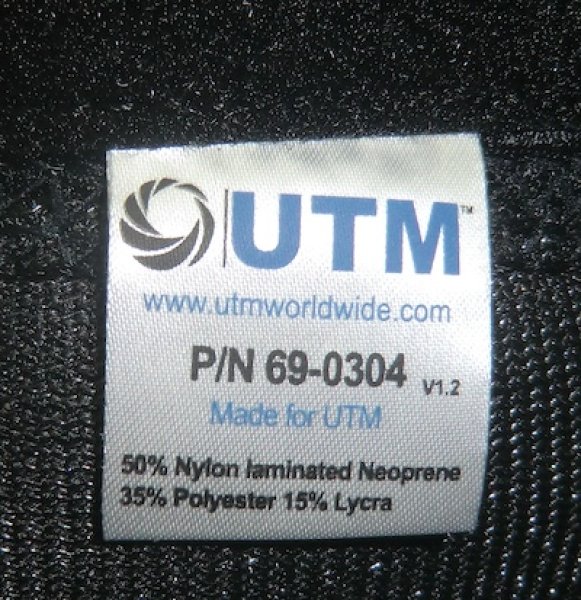 UTM™
www.utmworldwide.com
P/N 69-0304 V1.2
Made for UTM
50% Nylon laminated Neoprene
35% Polyester 15% Lycra